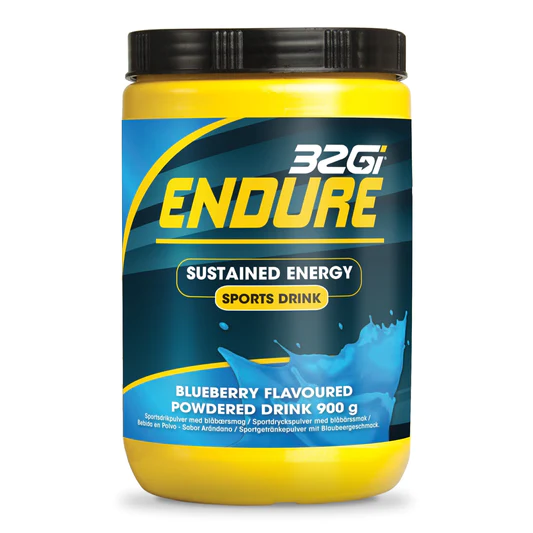 32Gi
ENDURE
SUSTAINED ENERGY
SPORTS DRINK
BLUEBERRY FLAVOURED
POWDERED DRINK 900 g
Sportsdrikpulver med blåbærsmag / Sportdryckspulver med blåbärssmak /
Bebida en Polvo - Sabor Arándano / Sportgetränkepulver mit Blaubeergeschmack.